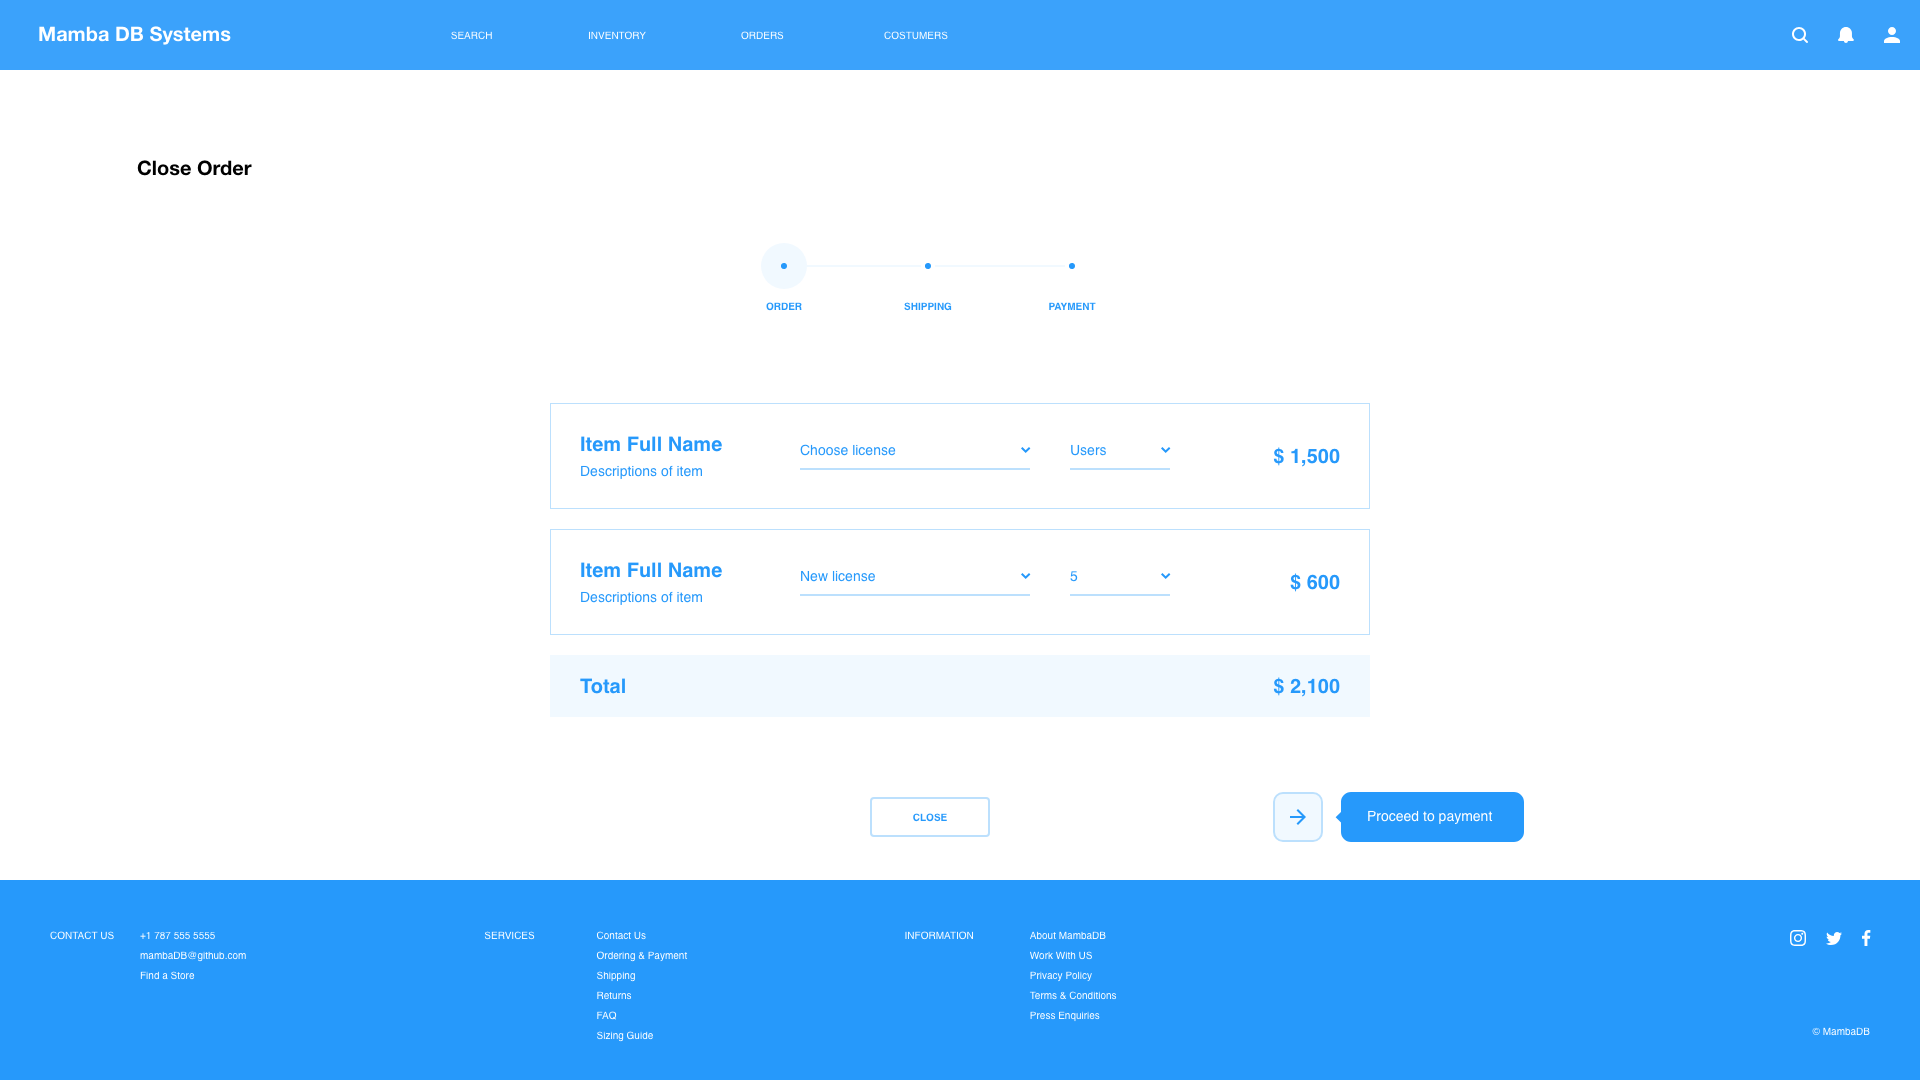 Mamba DB Systems
SEARCH
INVENTORY
ORDERS
COSTUMERS
Close Order
ORDER
SHIPPING
PAYMENT
Item Full Name
Descriptions of item
Choose license
Users
$ 1,500
Item Full Name
Descriptions of item
New license
5
$ 600
Total
$ 2,100
CLOSE
Proceed to payment
CONTACT US
+1 787 555 5555
mambaDB@github.com
Find a Store
SERVICES
Contact Us
Ordering & Payment
Shipping
Returns
FAQ
Sizing Guide
INFORMATION
About MambaDB
Work With US
Privacy Policy
Terms & Conditions
Press Enquiries
© MambaDB